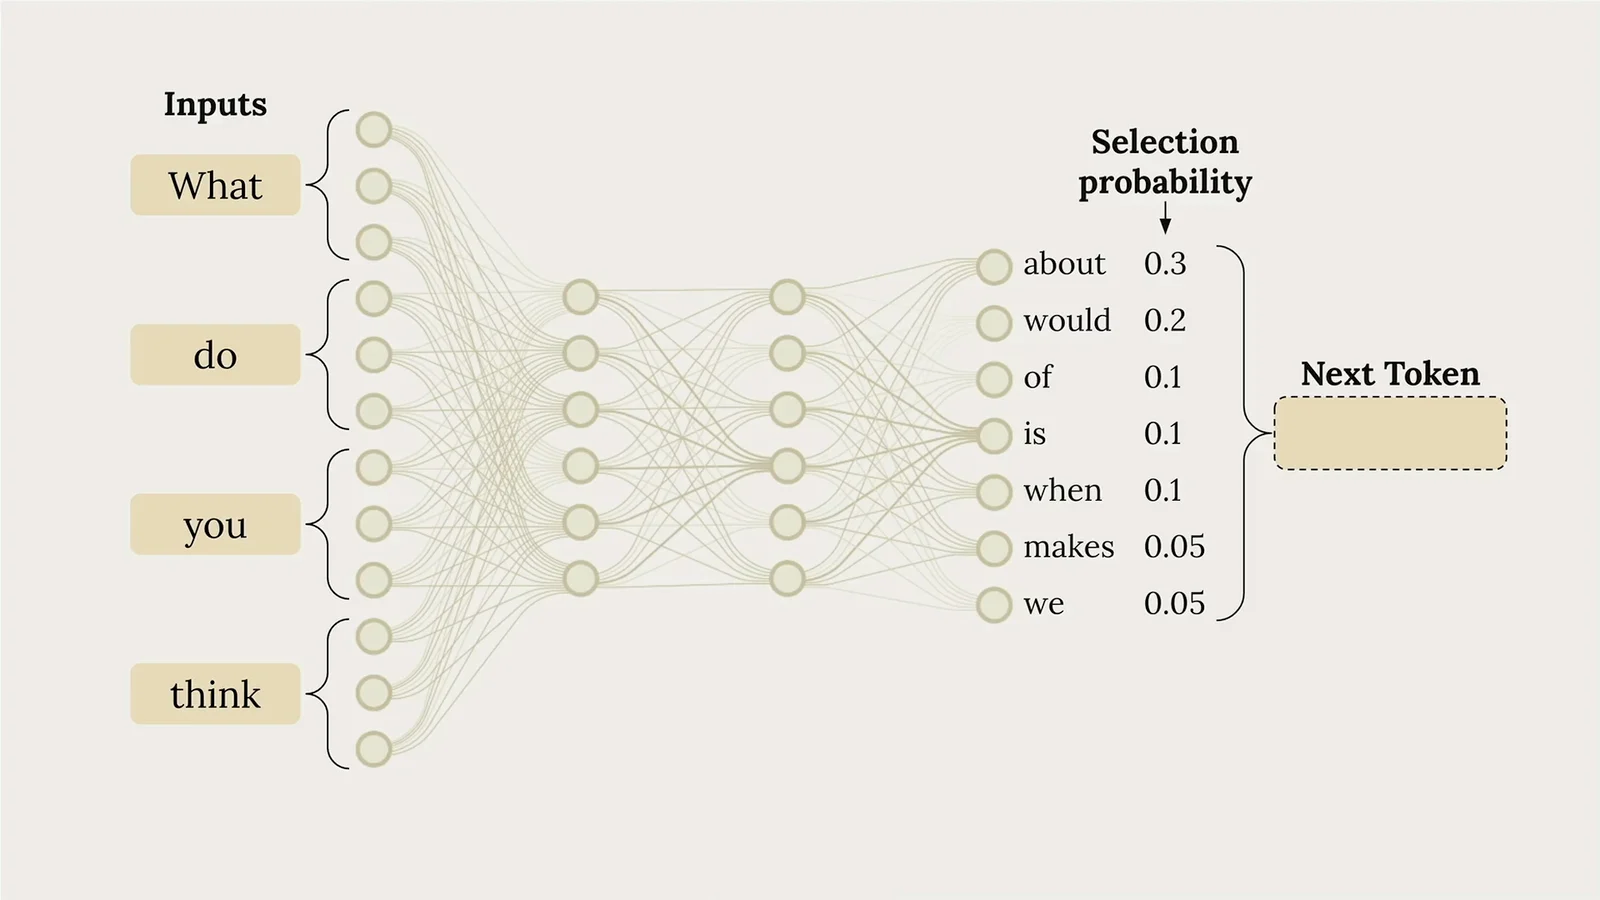 Inputs
What
do
you
think
Selection
probability
about 0.3
would 0.2
of 0.1
is 0.1
when 0.1
makes 0.05
we 0.05
Next Token